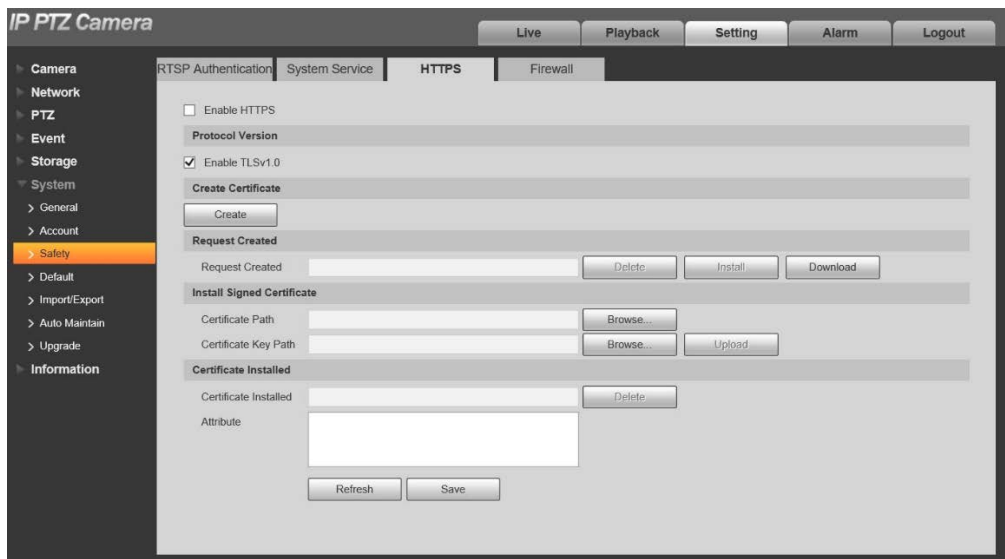 IP PTZ Camera
Live Playback Setting Alarm Logout
Camera
Network
PTZ
Event
Storage
System
General
Account
Safety
Default
Import/Export
Auto Maintain
Upgrade
Information
RTSP Authentication System Service HTTPS Firewall
Enable HTTPS
Protocol Version
Enable TLSv1.0
Create Certificate
Create
Request Created
Request Created Delete Install Download
Install Signed Certificate
Certificate Path Browse...
Certificate Key Path Browse... Upload
Certificate Installed
Certificate Installed Delete
Attribute
Refresh Save